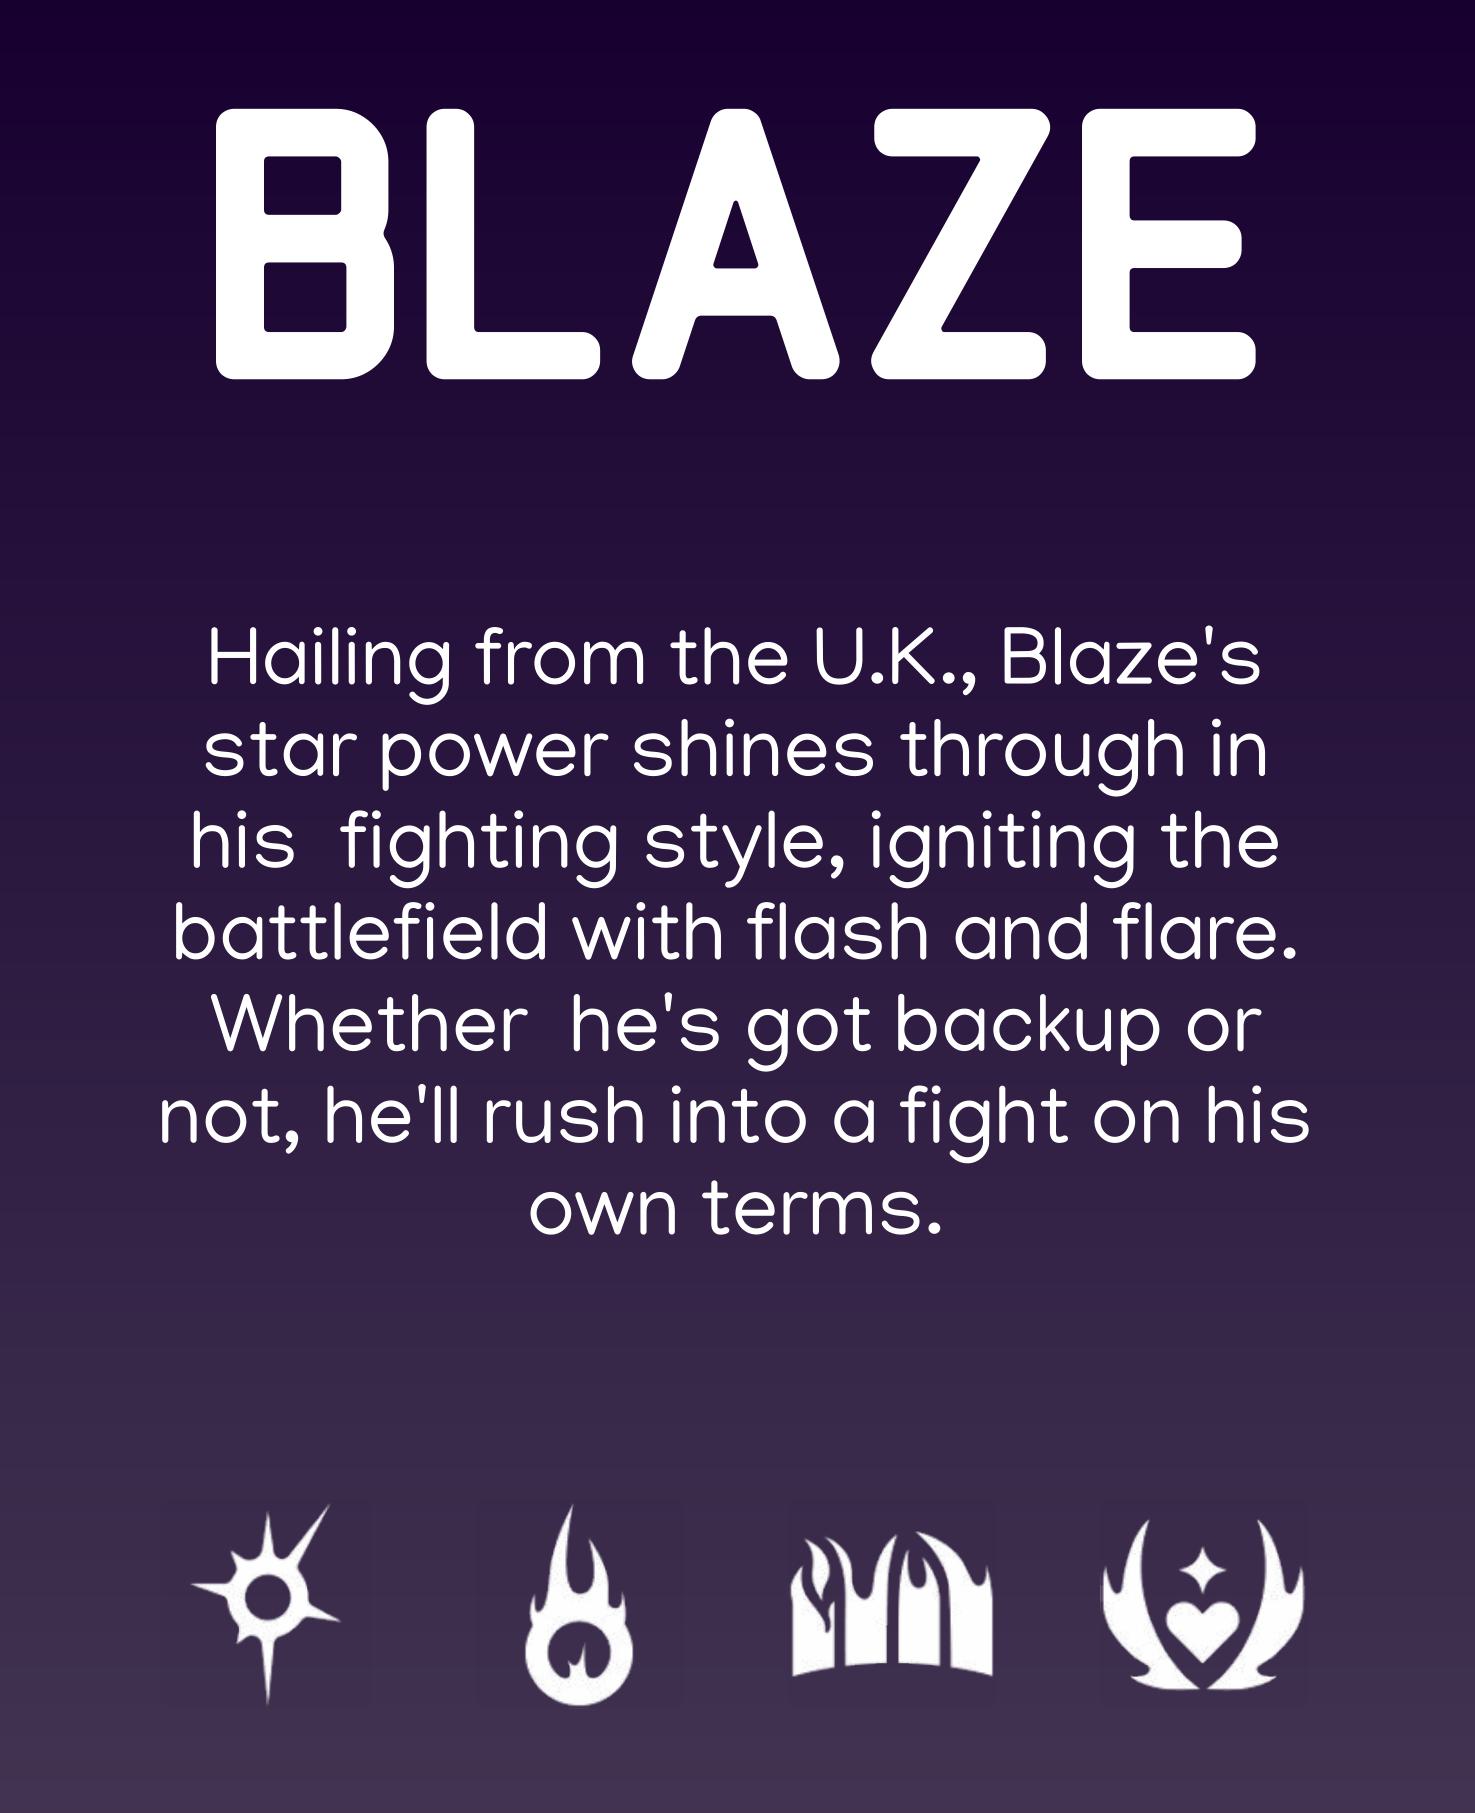 BLAZE
Hailing from the U.K., Blaze's
star power shines through in
his  fighting style, igniting the
battlefield with flash and flare.
Whether  he's got backup or
not, he'll rush into a fight on his
own terms.